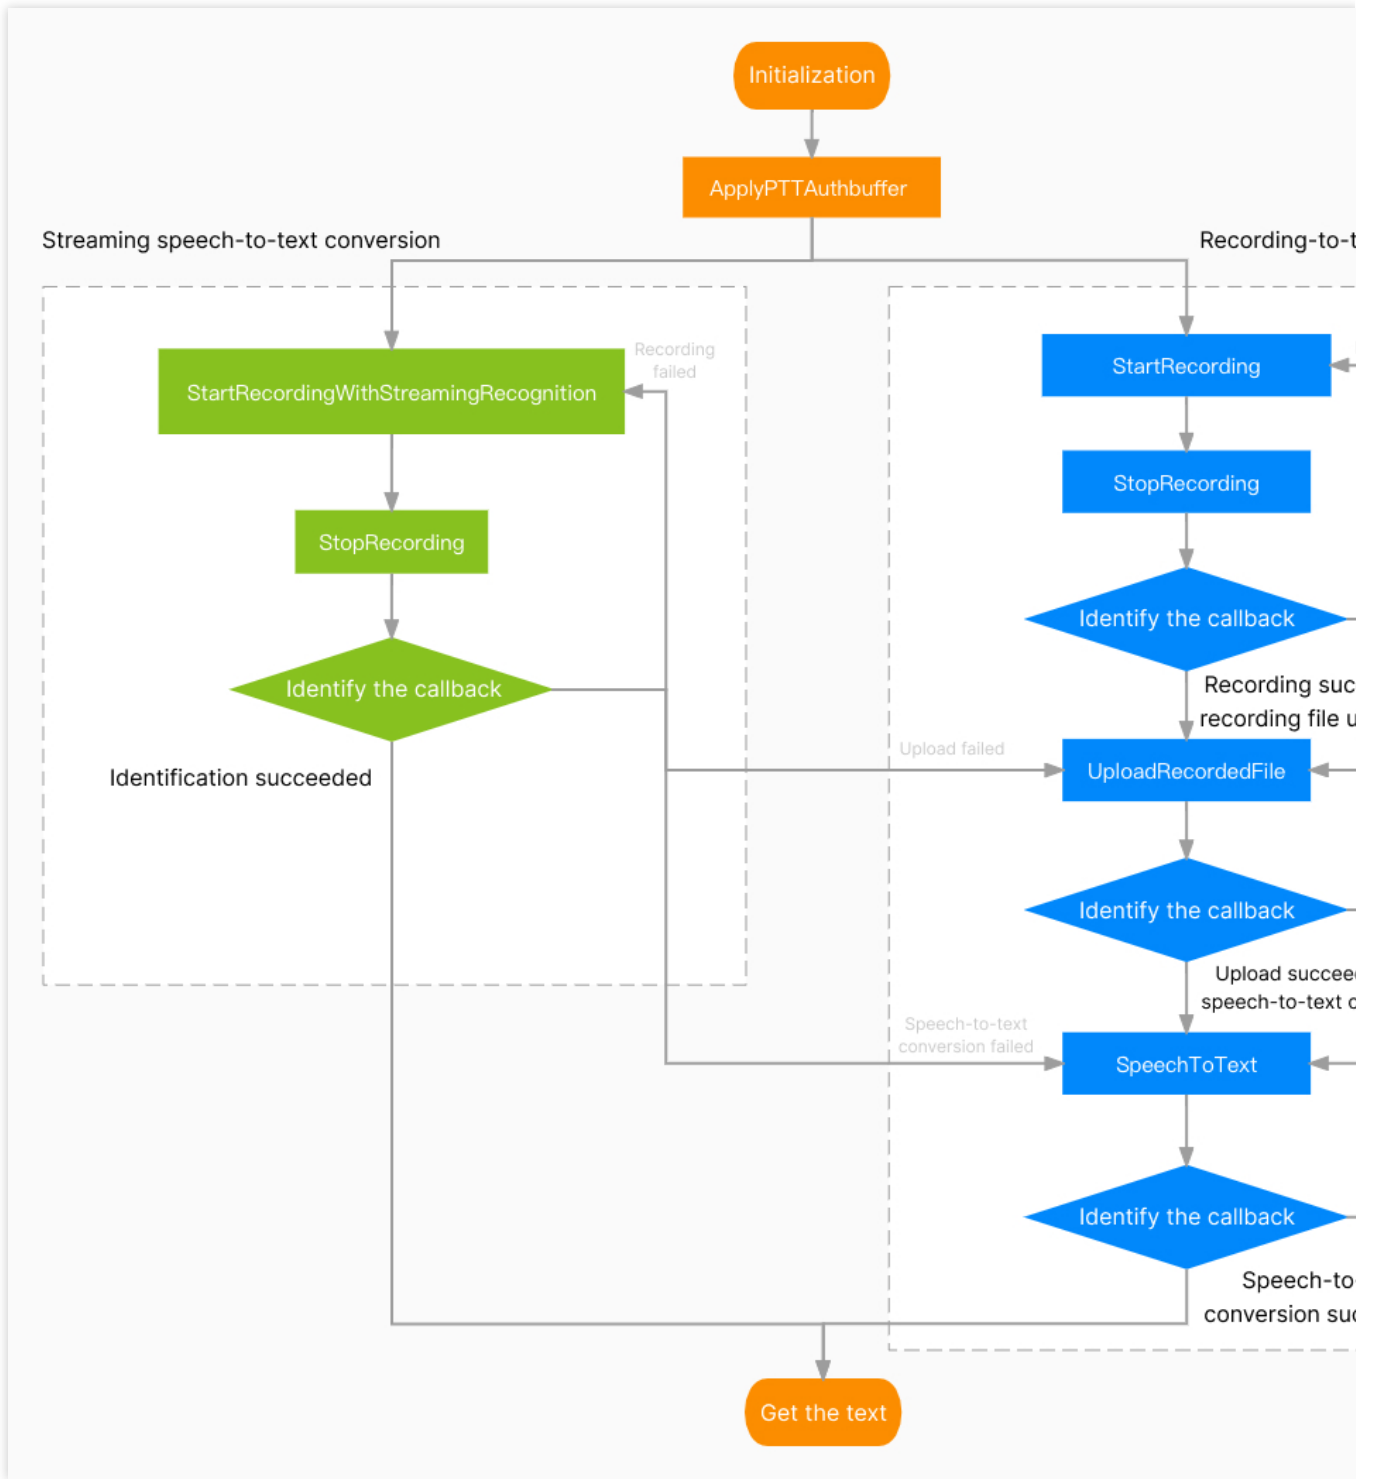 Initialization
ApplyPTTAuthbuffer
Streaming speech-to-text conversion
Recording-to-t
Recording
failed
StartRecordingWithStreamingRecognition
StartRecording
StopRecording
StopRecording
Identify the callback
Identify the callback
Recording suc
recording file u
Upload failed
UploadRecordedFile
Identification succeeded
Identify the callback
Upload succee
speech-to-text c
Speech-to-text
conversion failed
SpeechToText
Identify the callback
Speech-to
conversion suc
Get the text